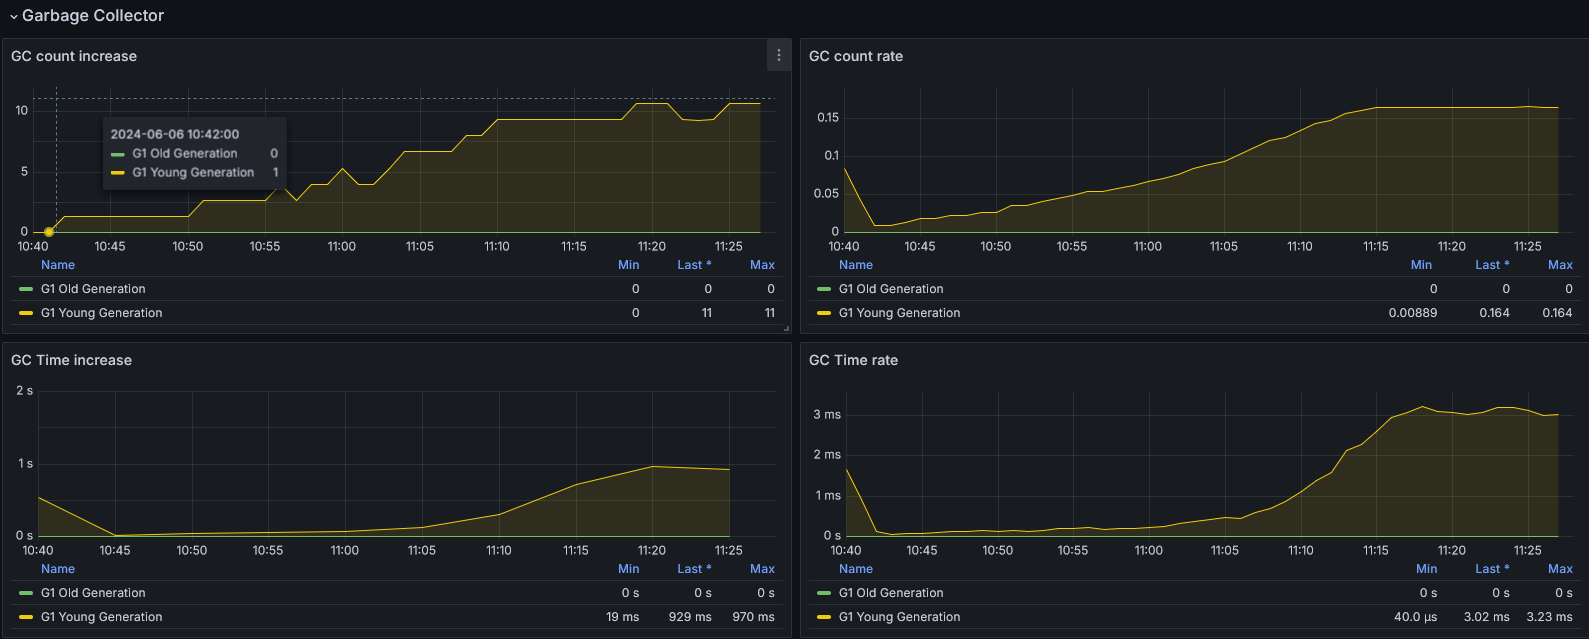 Garbage Collector
GC count increase
10
5
0
2024-06-06 10:42:00
G1 Old Generation 0
G1 Young Generation 1
10:40 10:45 10:50 10:55 11:00 11:05 11:10 11:15 11:20 11:25
Name Min Last * Max
G1 Old Generation 0 0 0
G1 Young Generation 0 11 11
GC count rate
0.15
0.1
0.05
0
10:40 10:45 10:50 10:55 11:00 11:05 11:10 11:15 11:20 11:25
Name Min Last * Max
G1 Old Generation 0 0 0
G1 Young Generation 0.00889 0.164 0.164
GC Time increase
2 s
1 s
0 s
10:40 10:45 10:50 10:55 11:00 11:05 11:10 11:15 11:20 11:25
Name Min Last * Max
G1 Old Generation 0 s 0 s 0 s
G1 Young Generation 19 ms 929 ms 970 ms
GC Time rate
3 ms
2 ms
1 ms
0 s
10:40 10:45 10:50 10:55 11:00 11:05 11:10 11:15 11:20 11:25
Name Min Last * Max
G1 Old Generation 0 s 0 s 0 s
G1 Young Generation 40.0 µs 3.02 ms 3.23 ms